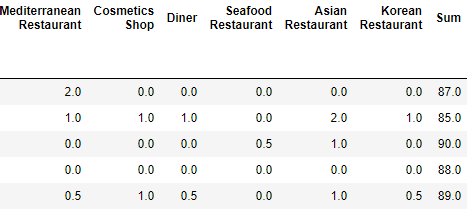 Mediterranean Restaurant Cosmetics Shop Diner Seafood Restaurant Asian Restaurant Korean Restaurant Sum
2.0 0.0 0.0 0.0 0.0 0.0 87.0
1.0 1.0 1.0 0.0 2.0 1.0 85.0
0.0 0.0 0.0 0.5 1.0 0.0 90.0
0.0 0.0 0.0 0.0 0.0 0.0 88.0
0.5 1.0 0.5 0.0 1.0 0.5 89.0